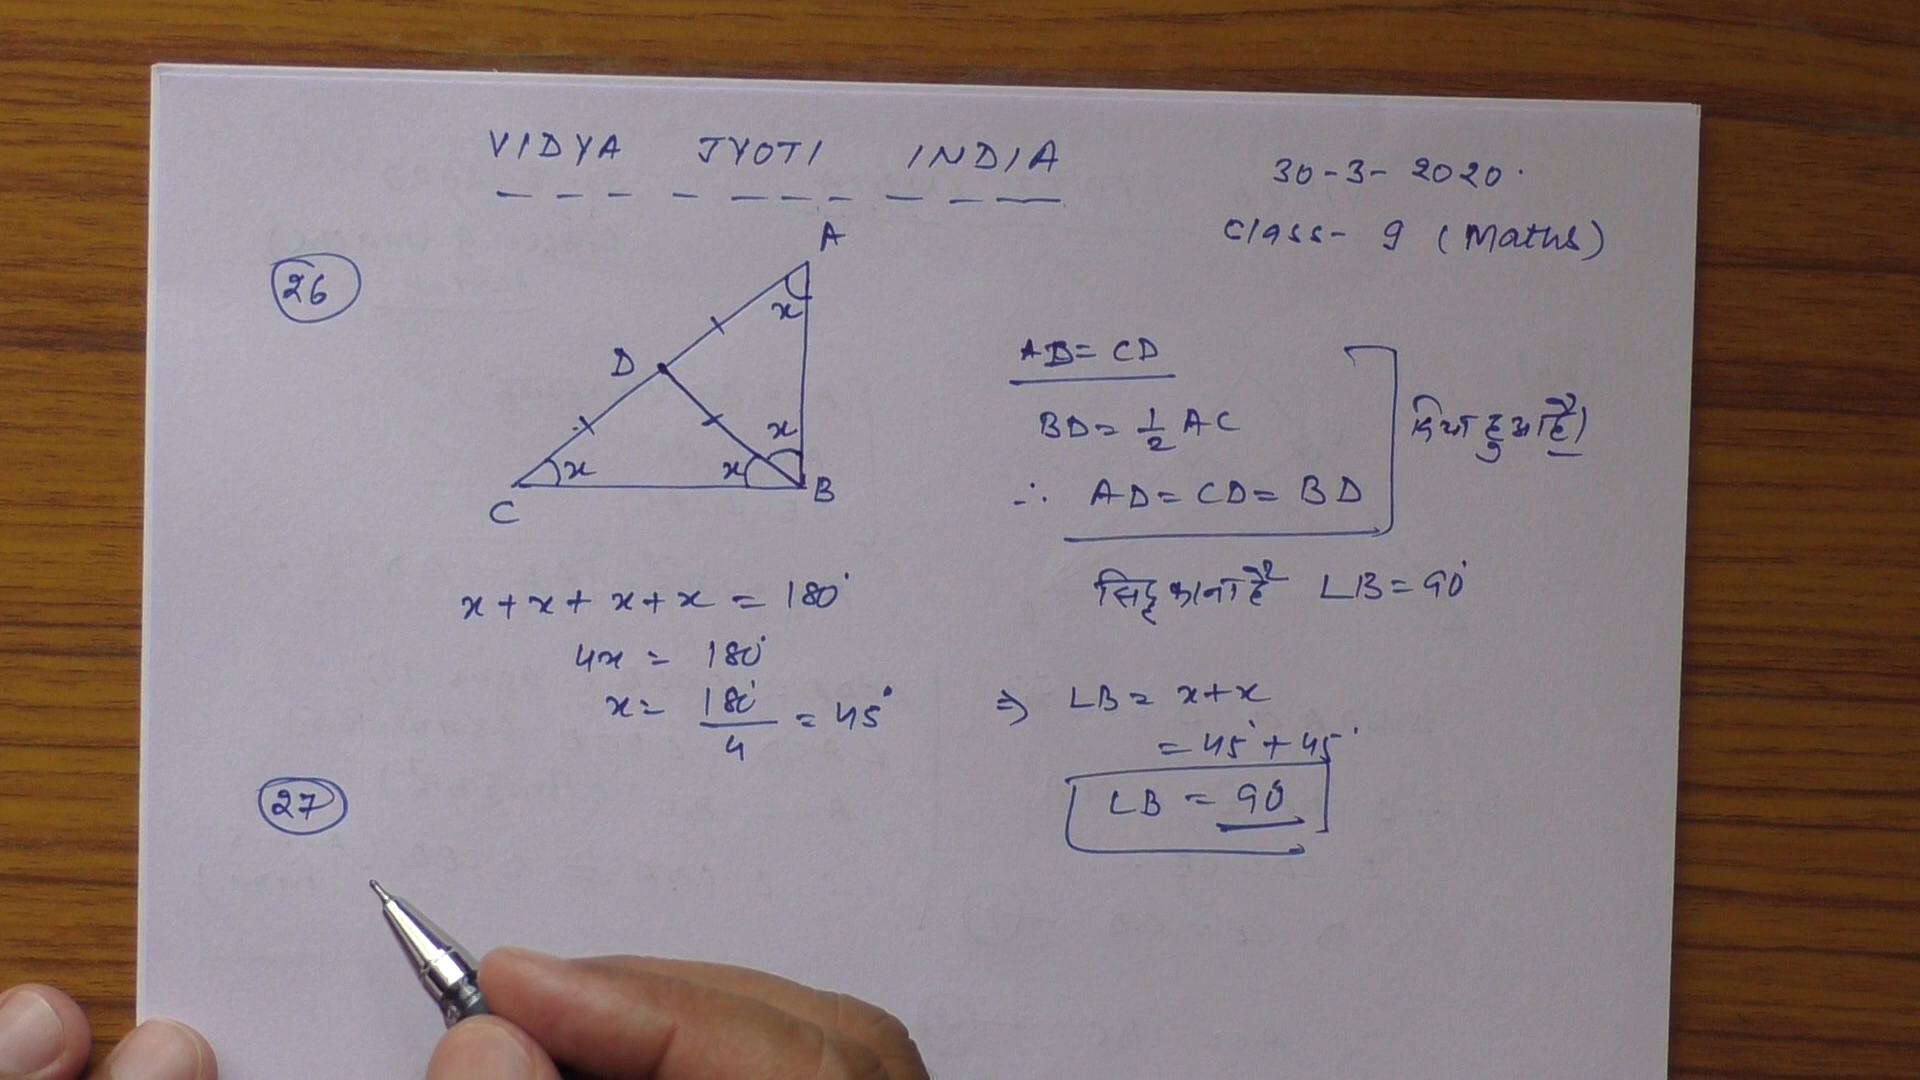 VIDYA JYOTI INDIA
30-3-2020.
Class- 9 (Maths)
26
A
x
D
x
x
x
C
B
AD = CD
BD = 1/2 AC
∴ AD = CD = BD
दिया हुआ है।
सिद्ध करना है ∠B = 90°
x + x + x + x = 180°
4x = 180°
x = 180°/4 = 45°
⇒ ∠B = x + x
= 45° + 45°
∠B = 90°
27